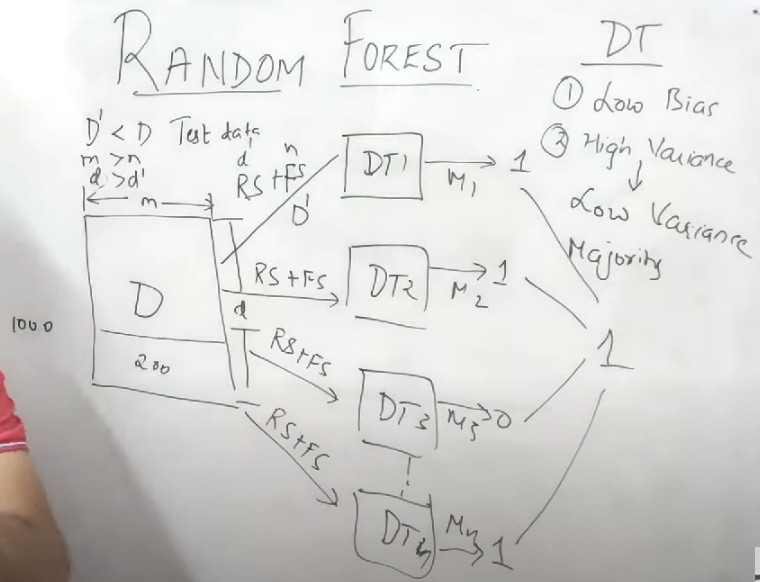 RANDOM FOREST
DT
① Low Bias
② High Variance
↓
Low Variance
Majority
D' < D Test data
m > n
d > d'
m
d' n
RS+FS
D'
DT1
M1
1
D
1000
200
d
RS+FS
DT2
M2
1
RS+FS
DT3
M3
0
1
RS+FS
DTn
Mn
1